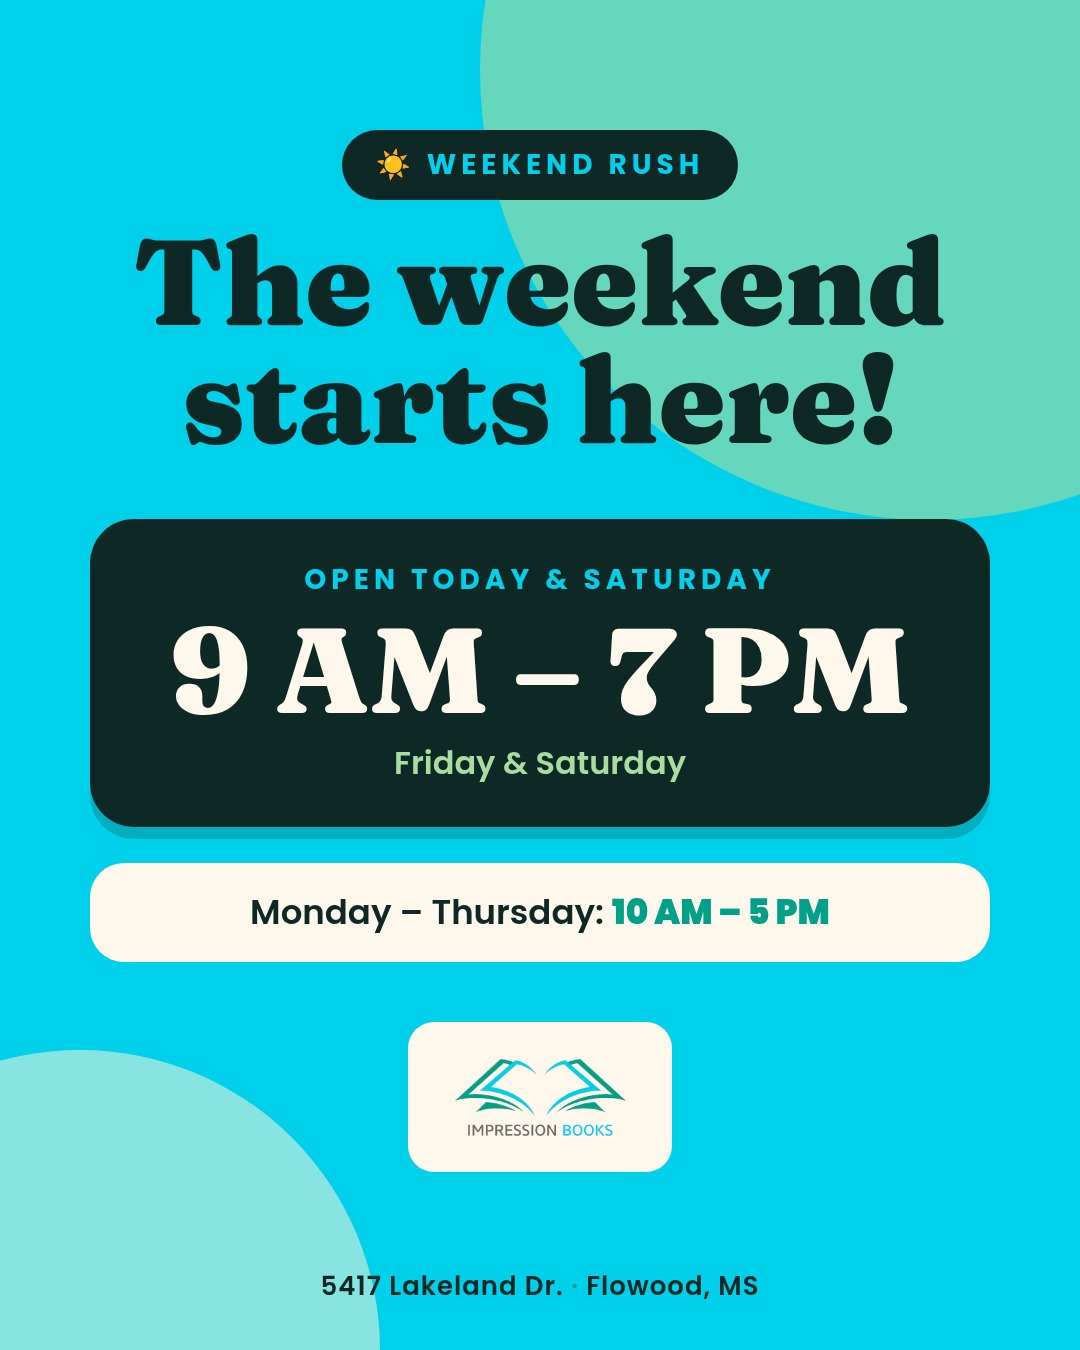 ☀️ WEEKEND RUSH
The weekend
starts here!
OPEN TODAY & SATURDAY
9 AM – 7 PM
Friday & Saturday
Monday – Thursday: 10 AM – 5 PM
IMPRESSION BOOKS
5417 Lakeland Dr. · Flowood, MS